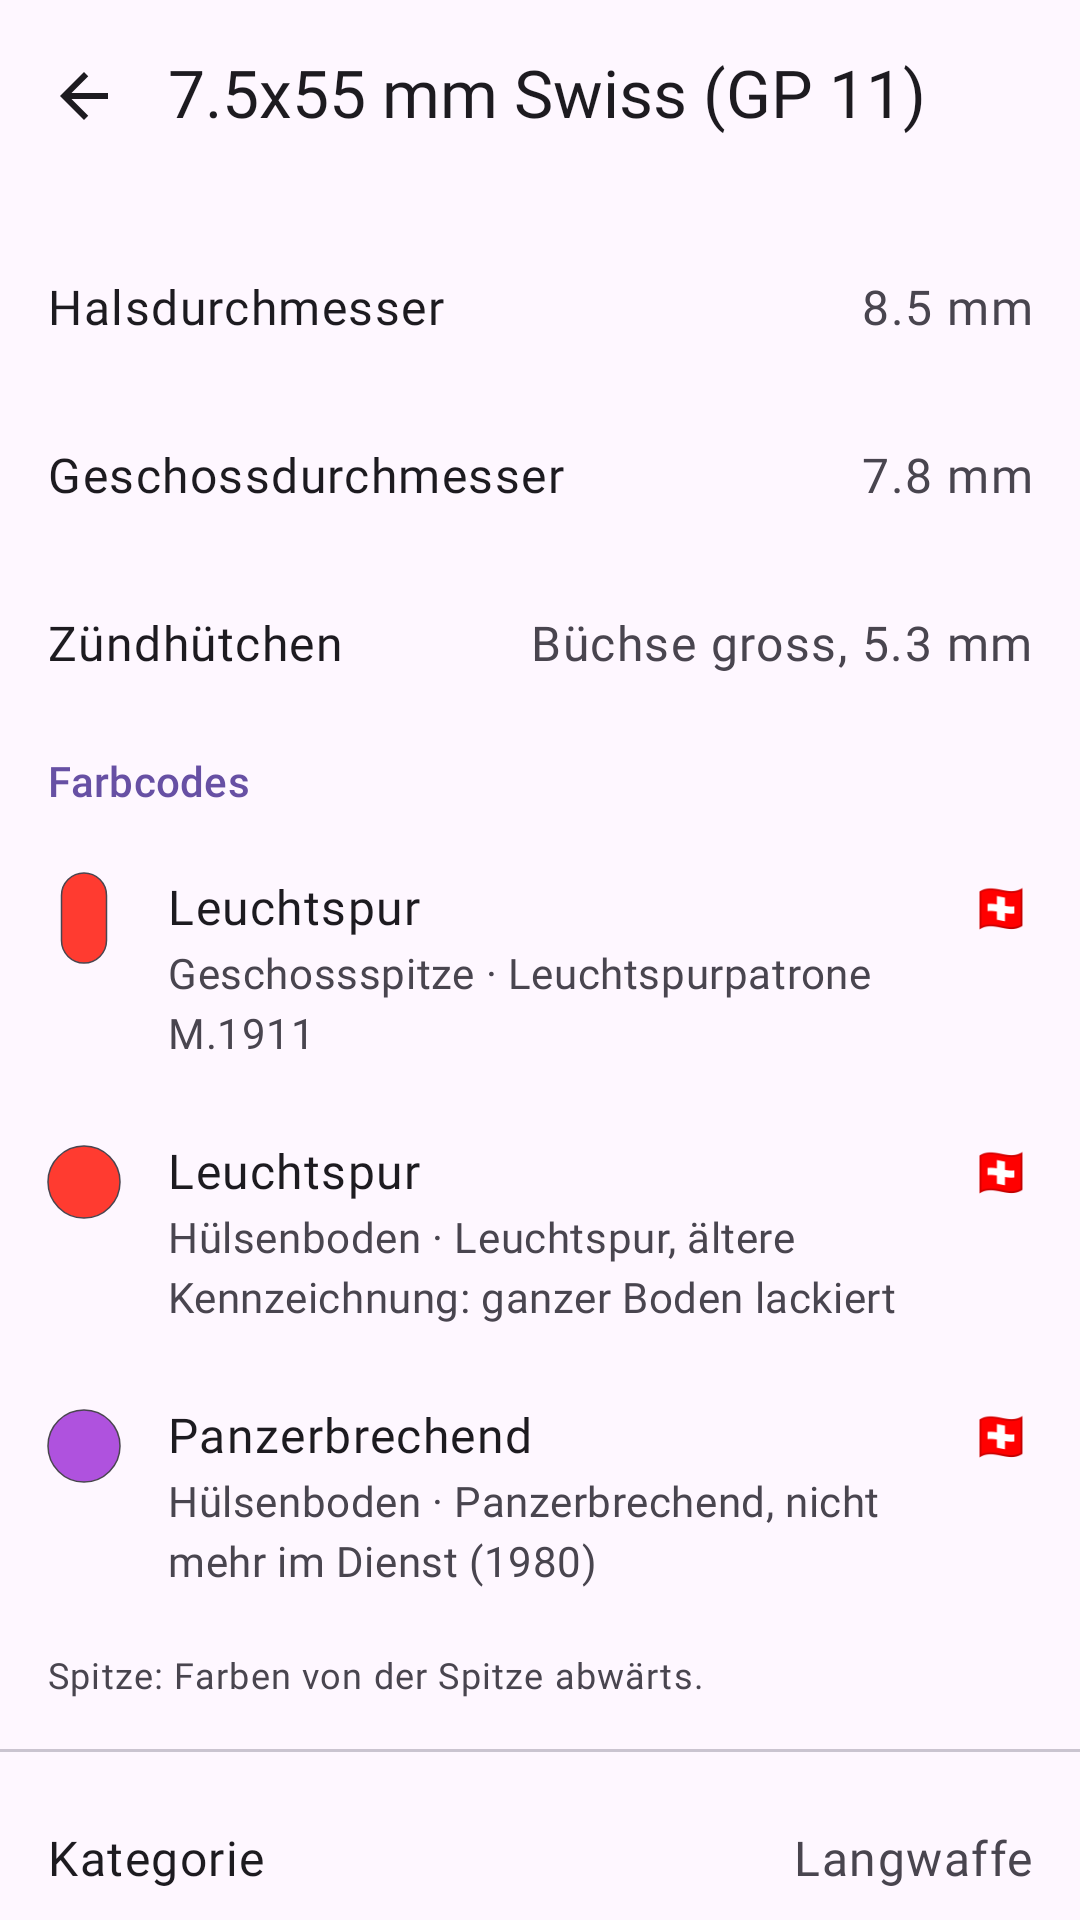 7.5x55 mm Swiss (GP 11)
Halsdurchmesser 8.5 mm
Geschossdurchmesser 7.8 mm
Zündhütchen Büchse gross, 5.3 mm
Farbcodes
Leuchtspur
Geschossspitze · Leuchtspurpatrone
M.1911
Leuchtspur
Hülsenboden · Leuchtspur, ältere
Kennzeichnung: ganzer Boden lackiert
Panzerbrechend
Hülsenboden · Panzerbrechend, nicht
mehr im Dienst (1980)
Spitze: Farben von der Spitze abwärts.
Kategorie Langwaffe